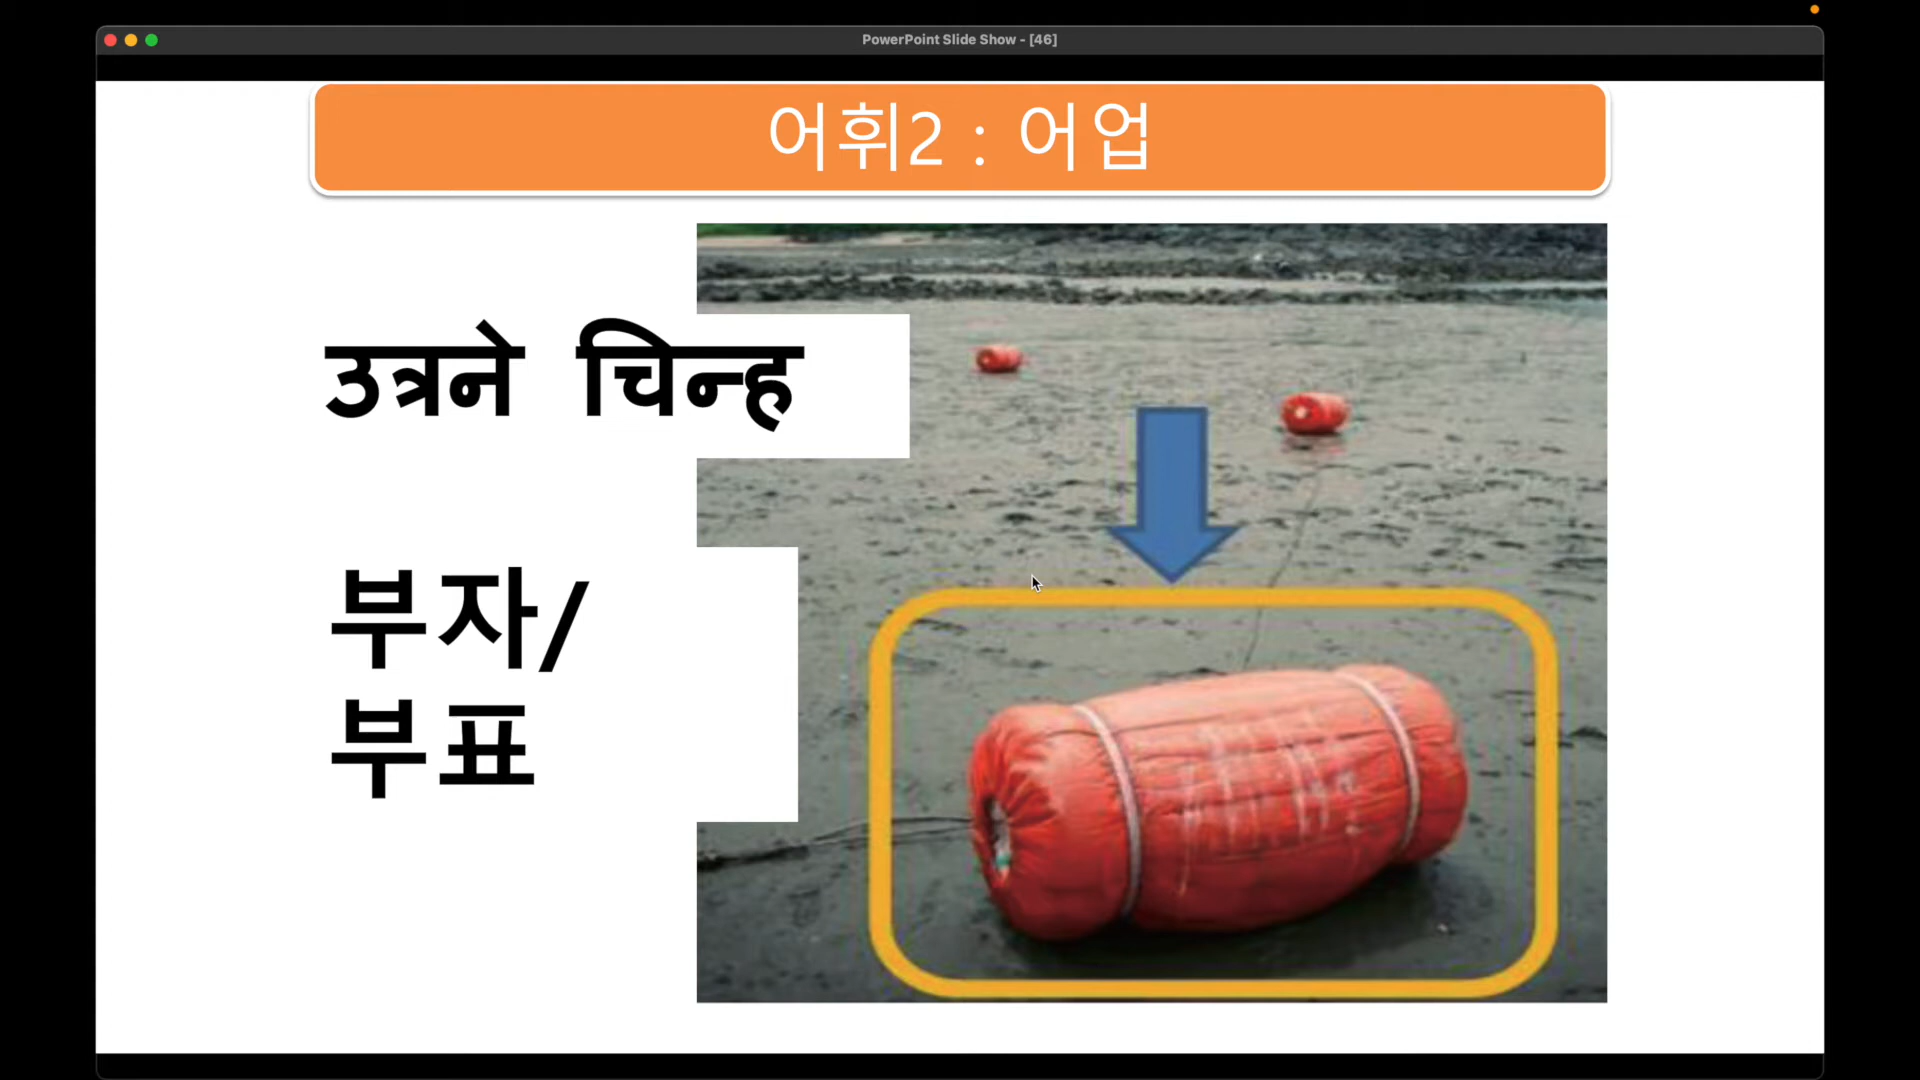 PowerPoint Slide Show - [46]
어휘2 : 어업
उत्रने चिन्ह
부자/
부표